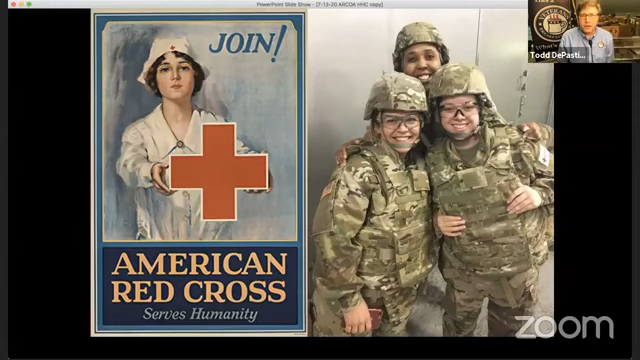 PowerPoint Slide Show - [7-13-20 ARCOA HHC copy]
JOIN!
AMERICAN
RED CROSS
Serves Humanity
Todd DePasti...
zoom